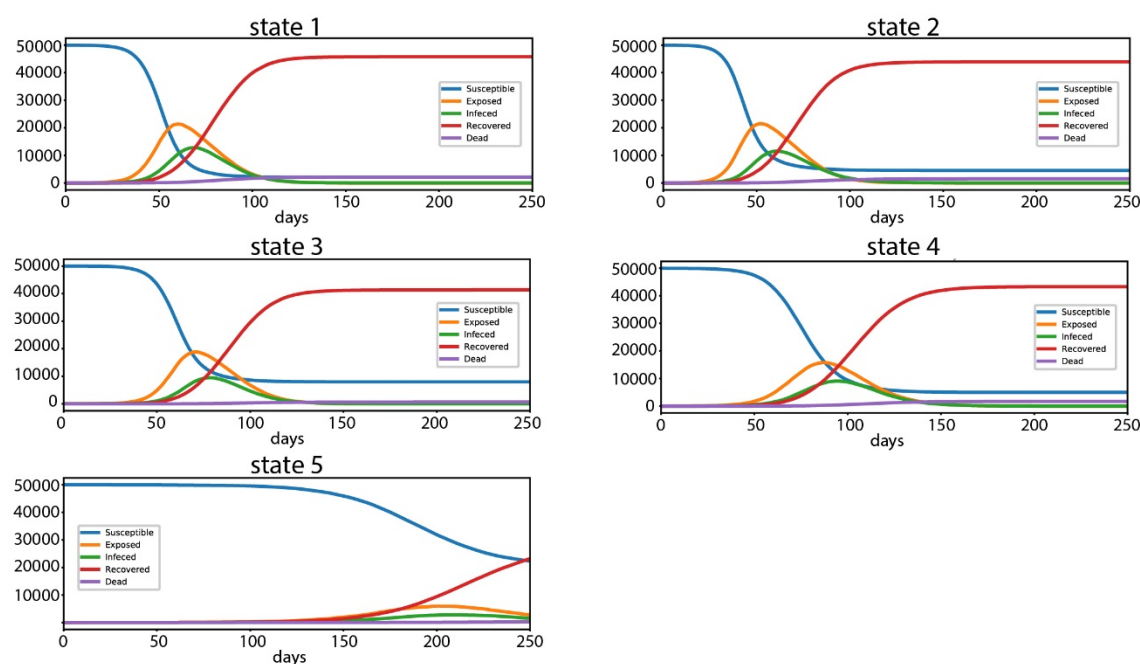 state 1
50000
40000
30000
20000
10000
0
Susceptible
Exposed
Infeced
Recovered
Dead
0 50 100 150 200 250
days
state 2
50000
40000
30000
20000
10000
0
Susceptible
Exposed
Infeced
Recovered
Dead
0 50 100 150 200 250
days
state 3
50000
40000
30000
20000
10000
0
Susceptible
Exposed
Infeced
Recovered
Dead
0 50 100 150 200 250
days
state 4
50000
40000
30000
20000
10000
0
Susceptible
Exposed
Infeced
Recovered
Dead
0 50 100 150 200 250
days
state 5
50000
40000
30000
20000
10000
Susceptible
Exposed
Infeced
Recovered
Dead
0 50 100 150 200 250
days